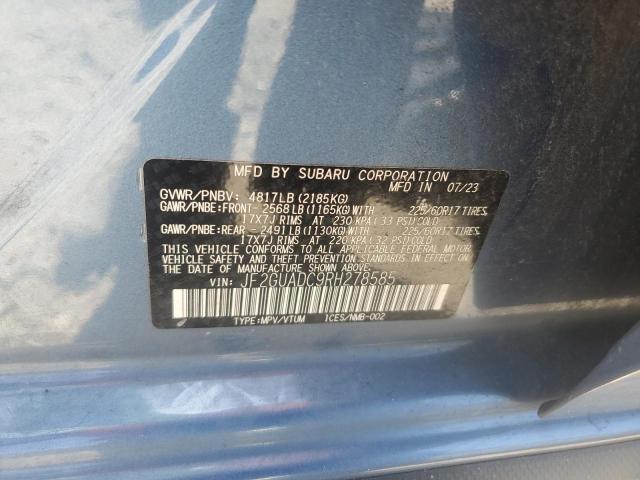 MFD BY SUBARU CORPORATION
MFD IN 07/23
GVWR/PNBV: 4817LB(2185KG)
GAWR/PNBE:FRONT- 2568LB(1165KG)WITH 225/60R17 TIRES,
17X7J RIMS AT 230 KPA(33 PSI)COLD
GAWR/PNBE:REAR - 2491LB(1130KG)WITH 225/60R17 TIRES,
17X7J RIMS AT 220 KPA(32 PSI)COLD
THIS VEHICLE CONFORMS TO ALL APPLICABLE FEDERAL MOTOR
VEHICLE SAFETY AND THEFT PREVENTION STANDARDS IN EFFECT ON THE
DATE OF MANUFACTURE SHOWN ABOVE.
VIN: JF2GUADC9RH278585
TYPE:MPV/VTUM ICES/NMB-002